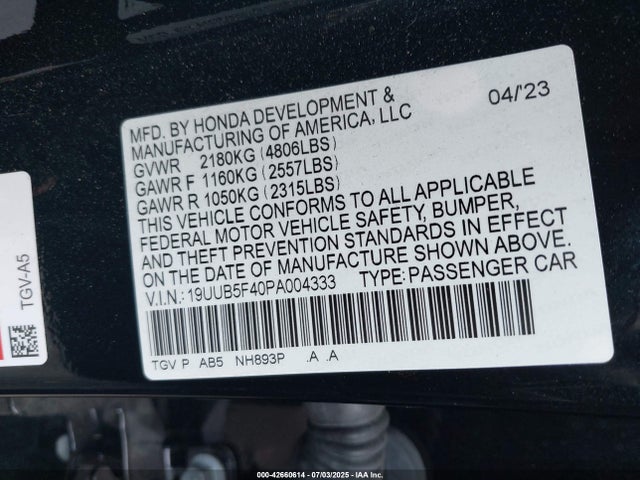 MFD. BY HONDA DEVELOPMENT & 04/'23
MANUFACTURING OF AMERICA, LLC
GVWR 2180KG (4806LBS)
GAWR F 1160KG (2557LBS)
GAWR R 1050KG (2315LBS)
THIS VEHICLE CONFORMS TO ALL APPLICABLE
FEDERAL MOTOR VEHICLE SAFETY, BUMPER,
AND THEFT PREVENTION STANDARDS IN EFFECT
ON THE DATE OF MANUFACTURE SHOWN ABOVE.
V.I.N.: 19UUB5F40PA004333 TYPE: PASSENGER CAR
TGV P AB5 NH893P .A .A
TGV-A5
000-42660614 - 07/03/2025 - IAA Inc.